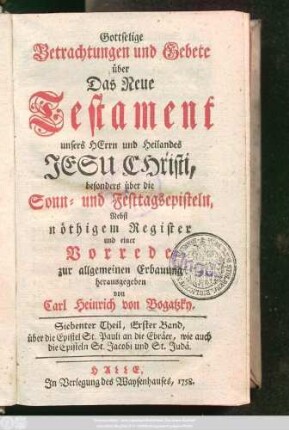 Gottselige
Betrachtungen und Gebete
über
Das Neue
Testament
unsers HErrn und Heilandes
JESU CHristi,
besonders über die
Sonn- und Festtagsepisteln,
Nebst
nöthigem Register
und einer
Vorrede
zur allgemeinen Erbauung
herausgegeben
von
Carl Heinrich von Bogatzky.
Siebenter Theil, Erster Band,
über die Epistel St. Pauli an die Ebräer, wie auch
die Episteln St. Jacobi und St. Judä.
HALLE,
In Verlegung des Waysenhauses, 1758.